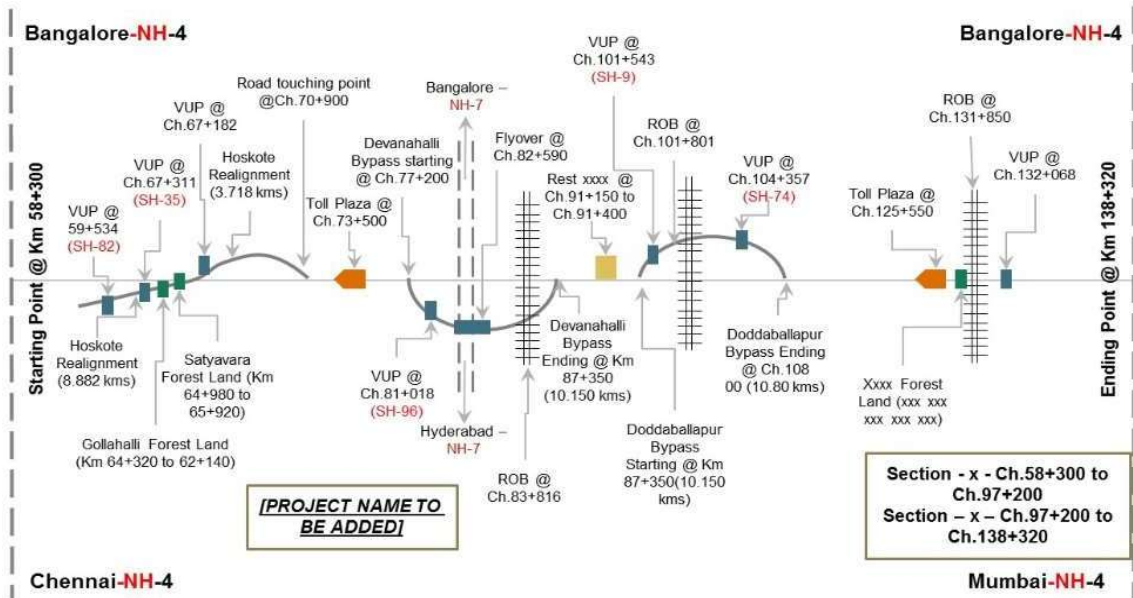 Bangalore-NH-4
Bangalore-NH-4
Starting Point @ Km 58+300
VUP @
59+534
(SH-82)
VUP @
Ch.67+311
(SH-35)
VUP @
Ch.67+182
Hoskote
Realignment
(3.718 kms)
Road touching point
@Ch.70+900
Toll Plaza @
Ch.73+500
Devanahalli
Bypass starting
@ Ch.77+200
Bangalore –
NH-7
Flyover @
Ch.82+590
VUP @
Ch.101+543
(SH-9)
Rest xxxx @
Ch.91+150 to
Ch.91+400
ROB @
Ch.101+801
VUP @
Ch.104+357
(SH-74)
Toll Plaza @
Ch.125+550
ROB @
Ch.131+850
VUP @
Ch.132+068
Ending Point @ Km 138+320
Hoskote
Realignment
(8.882 kms)
Satyavara
Forest Land (Km
64+980 to
65+920)
Gollahalli Forest Land
(Km 64+320 to 62+140)
VUP @
Ch.81+018
(SH-96)
Hyderabad –
NH-7
ROB @
Ch.83+816
Devanahalli
Bypass
Ending @ Km
87+350
(10.150 kms)
Doddaballapur
Bypass
Starting @ Km
87+350(10.150
kms)
Doddaballapur
Bypass Ending
@ Ch.108
00 (10.80 kms)
Xxxx Forest
Land (xxx xxx
xxx xxx xxx)
[PROJECT NAME TO
BE ADDED]
Section - x - Ch.58+300 to
Ch.97+200
Section – x – Ch.97+200 to
Ch.138+320
Chennai-NH-4
Mumbai-NH-4